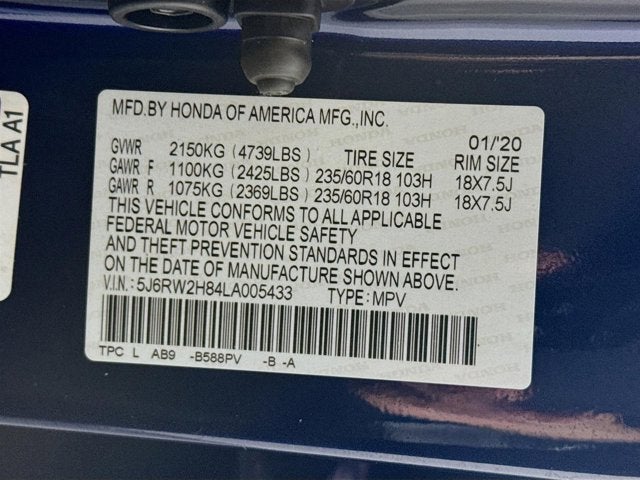 TLA A1
MFD.BY HONDA OF AMERICA MFG.,INC.
01/'20
GVWR 2150KG (4739LBS) TIRE SIZE RIM SIZE
GAWR F 1100KG (2425LBS) 235/60R18 103H 18X7.5J
GAWR R 1075KG (2369LBS) 235/60R18 103H 18X7.5J
THIS VEHICLE CONFORMS TO ALL APPLICABLE
FEDERAL MOTOR VEHICLE SAFETY
AND THEFT PREVENTION STANDARDS IN EFFECT
ON THE DATE OF MANUFACTURE SHOWN ABOVE.
V.I.N.: 5J6RW2H84LA005433 TYPE: MPV
TPC L AB9 -B588PV -B -A